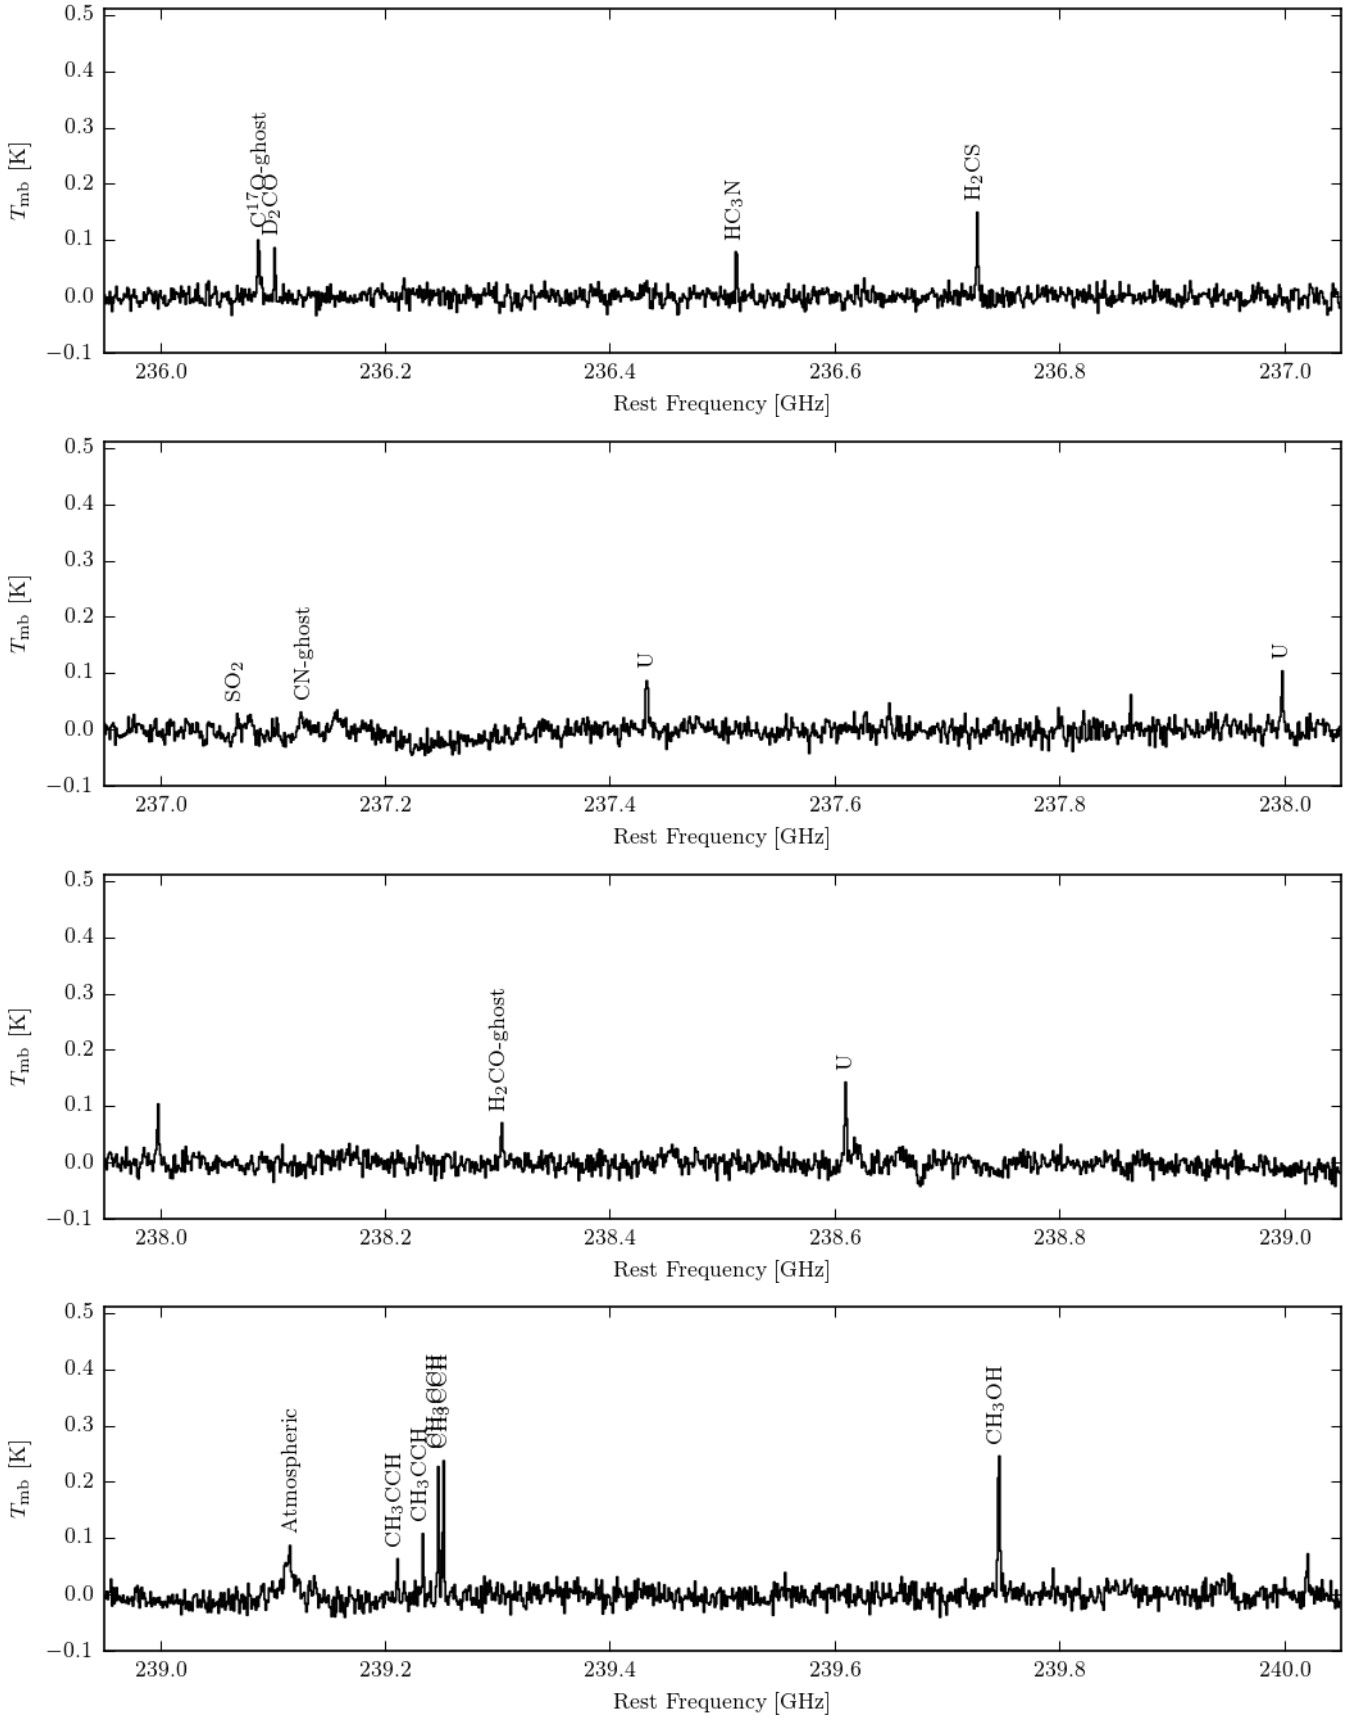 0.5
0.4
0.3
0.2
0.1
0.0
−0.1
T_mb [K]
C^17O-ghost
D_2CO
HC_3N
H_2CS
236.0 236.2 236.4 236.6 236.8 237.0
Rest Frequency [GHz]
0.5
0.4
0.3
0.2
0.1
0.0
−0.1
T_mb [K]
SO_2
CN-ghost
U
U
237.0 237.2 237.4 237.6 237.8 238.0
Rest Frequency [GHz]
0.5
0.4
0.3
0.2
0.1
0.0
−0.1
T_mb [K]
H_2CO-ghost
U
238.0 238.2 238.4 238.6 238.8 239.0
Rest Frequency [GHz]
0.5
0.4
0.3
0.2
0.1
0.0
−0.1
T_mb [K]
Atmospheric
CH_3CCH
CH_3CCH
CH_3CCH
CH_3CCH
CH_3OH
239.0 239.2 239.4 239.6 239.8 240.0
Rest Frequency [GHz]